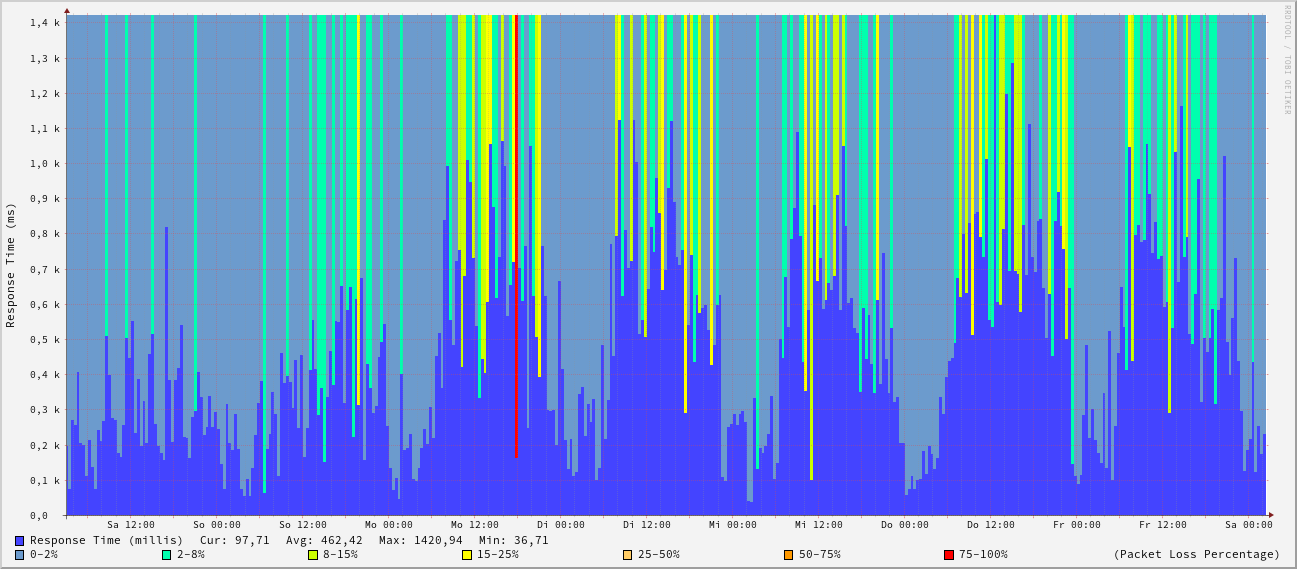 RRDTOOL / TOBI OETIKER
Response Time (ms)
1,4 k
1,3 k
1,2 k
1,1 k
1,0 k
0,9 k
0,8 k
0,7 k
0,6 k
0,5 k
0,4 k
0,3 k
0,2 k
0,1 k
0,0
Sa 12:00 So 00:00 So 12:00 Mo 00:00 Mo 12:00 Di 00:00 Di 12:00 Mi 00:00 Mi 12:00 Do 00:00 Do 12:00 Fr 00:00 Fr 12:00 Sa 00:00
Response Time (millis) Cur: 97,71 Avg: 462,42 Max: 1420,94 Min: 36,71
0-2% 2-8% 8-15% 15-25% 25-50% 50-75% 75-100% (Packet Loss Percentage)